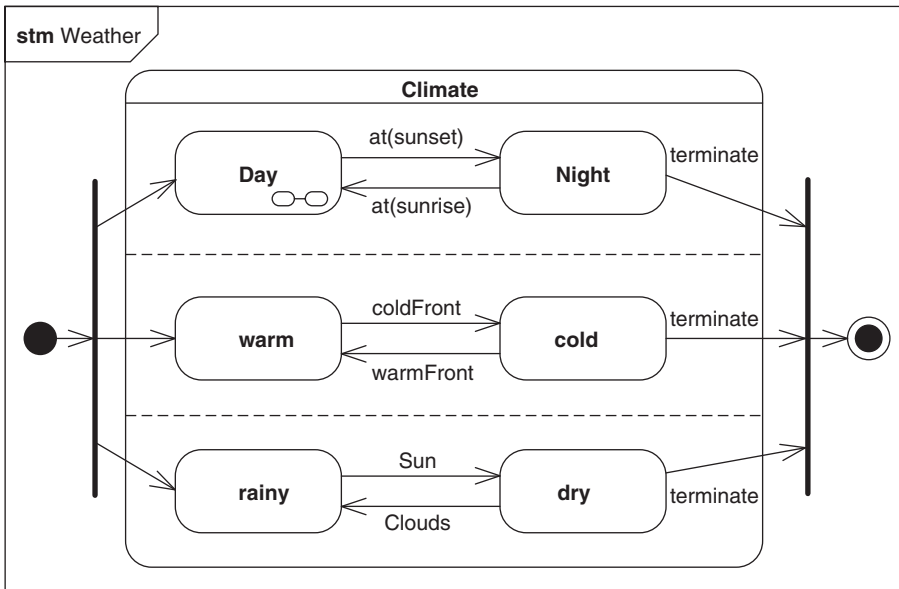 stm Weather
Climate
Day
at(sunset)
at(sunrise)
Night
terminate
warm
coldFront
warmFront
cold
terminate
rainy
Sun
Clouds
dry
terminate